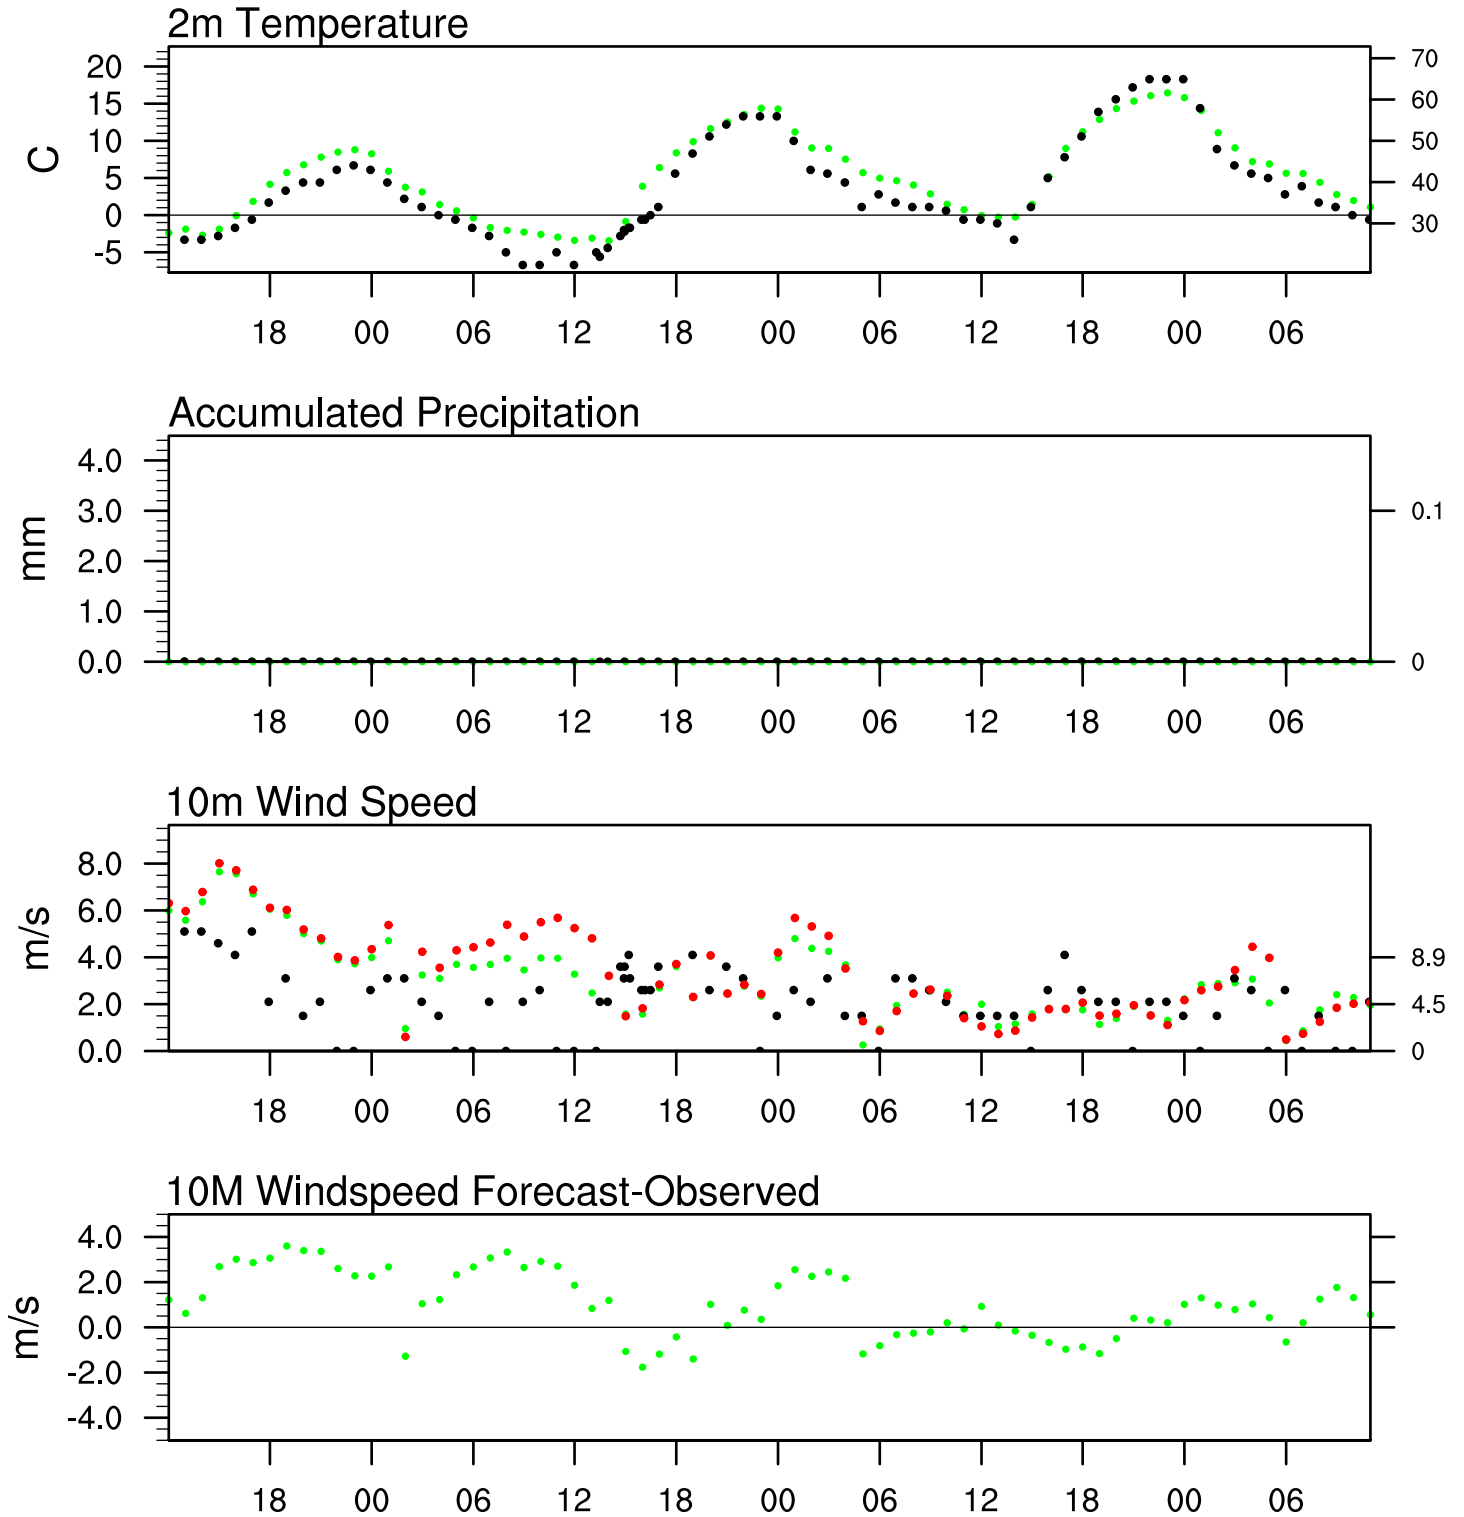 2m Temperature
20
15
10
5
0
-5
C
70
60
50
40
30
18 00 06 12 18 00 06 12 18 00 06
Accumulated Precipitation
4.0
3.0
2.0
1.0
0.0
mm
0.1
0
18 00 06 12 18 00 06 12 18 00 06
10m Wind Speed
8.0
6.0
4.0
2.0
0.0
m/s
8.9
4.5
0
18 00 06 12 18 00 06 12 18 00 06
10M Windspeed Forecast-Observed
4.0
2.0
0.0
-2.0
-4.0
m/s
18 00 06 12 18 00 06 12 18 00 06